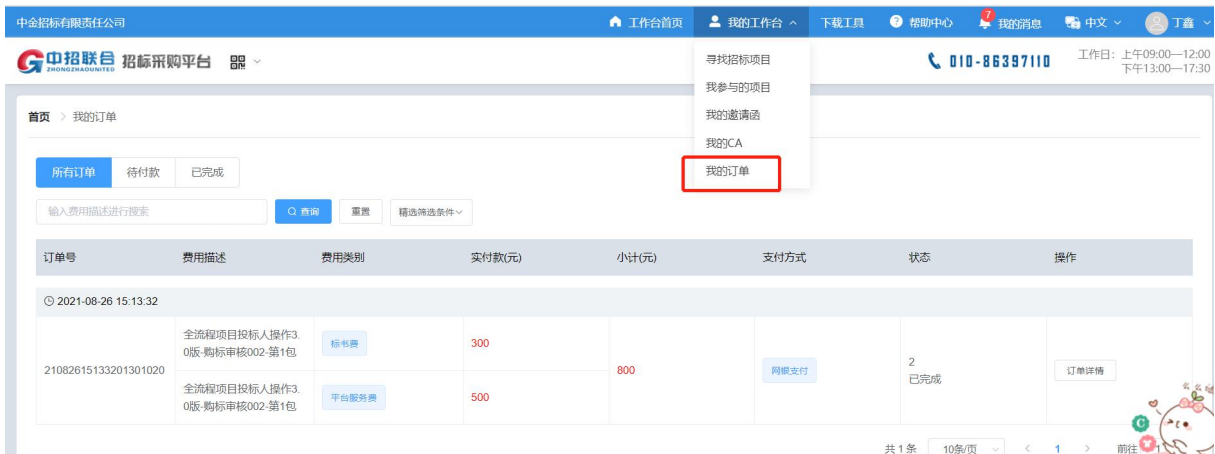 中金招标有限责任公司 工作台首页 我的工作台 下载工具 帮助中心 7 我的消息 中文 丁鑫
中招联合 ZHONGZHAOUNITED 招标采购平台 010-86397110 工作日：上午09:00—12:00
下午13:00—17:30
寻找招标项目
我参与的项目
我的邀请函
我的CA
我的订单
首页 > 我的订单
所有订单 待付款 已完成
输入费用描述进行搜索 查询 重置 精选筛选条件
订单号 费用描述 费用类别 实付款(元) 小计(元) 支付方式 状态 操作
2021-08-26 15:13:32
21082615133201301020
全流程项目投标人操作3.
0版-购标审核002-第1包
标书费 300
全流程项目投标人操作3.
0版-购标审核002-第1包
平台服务费 500
800 网银支付
2
已完成
订单详情
共1条 10条/页 < 1 > 前往 1